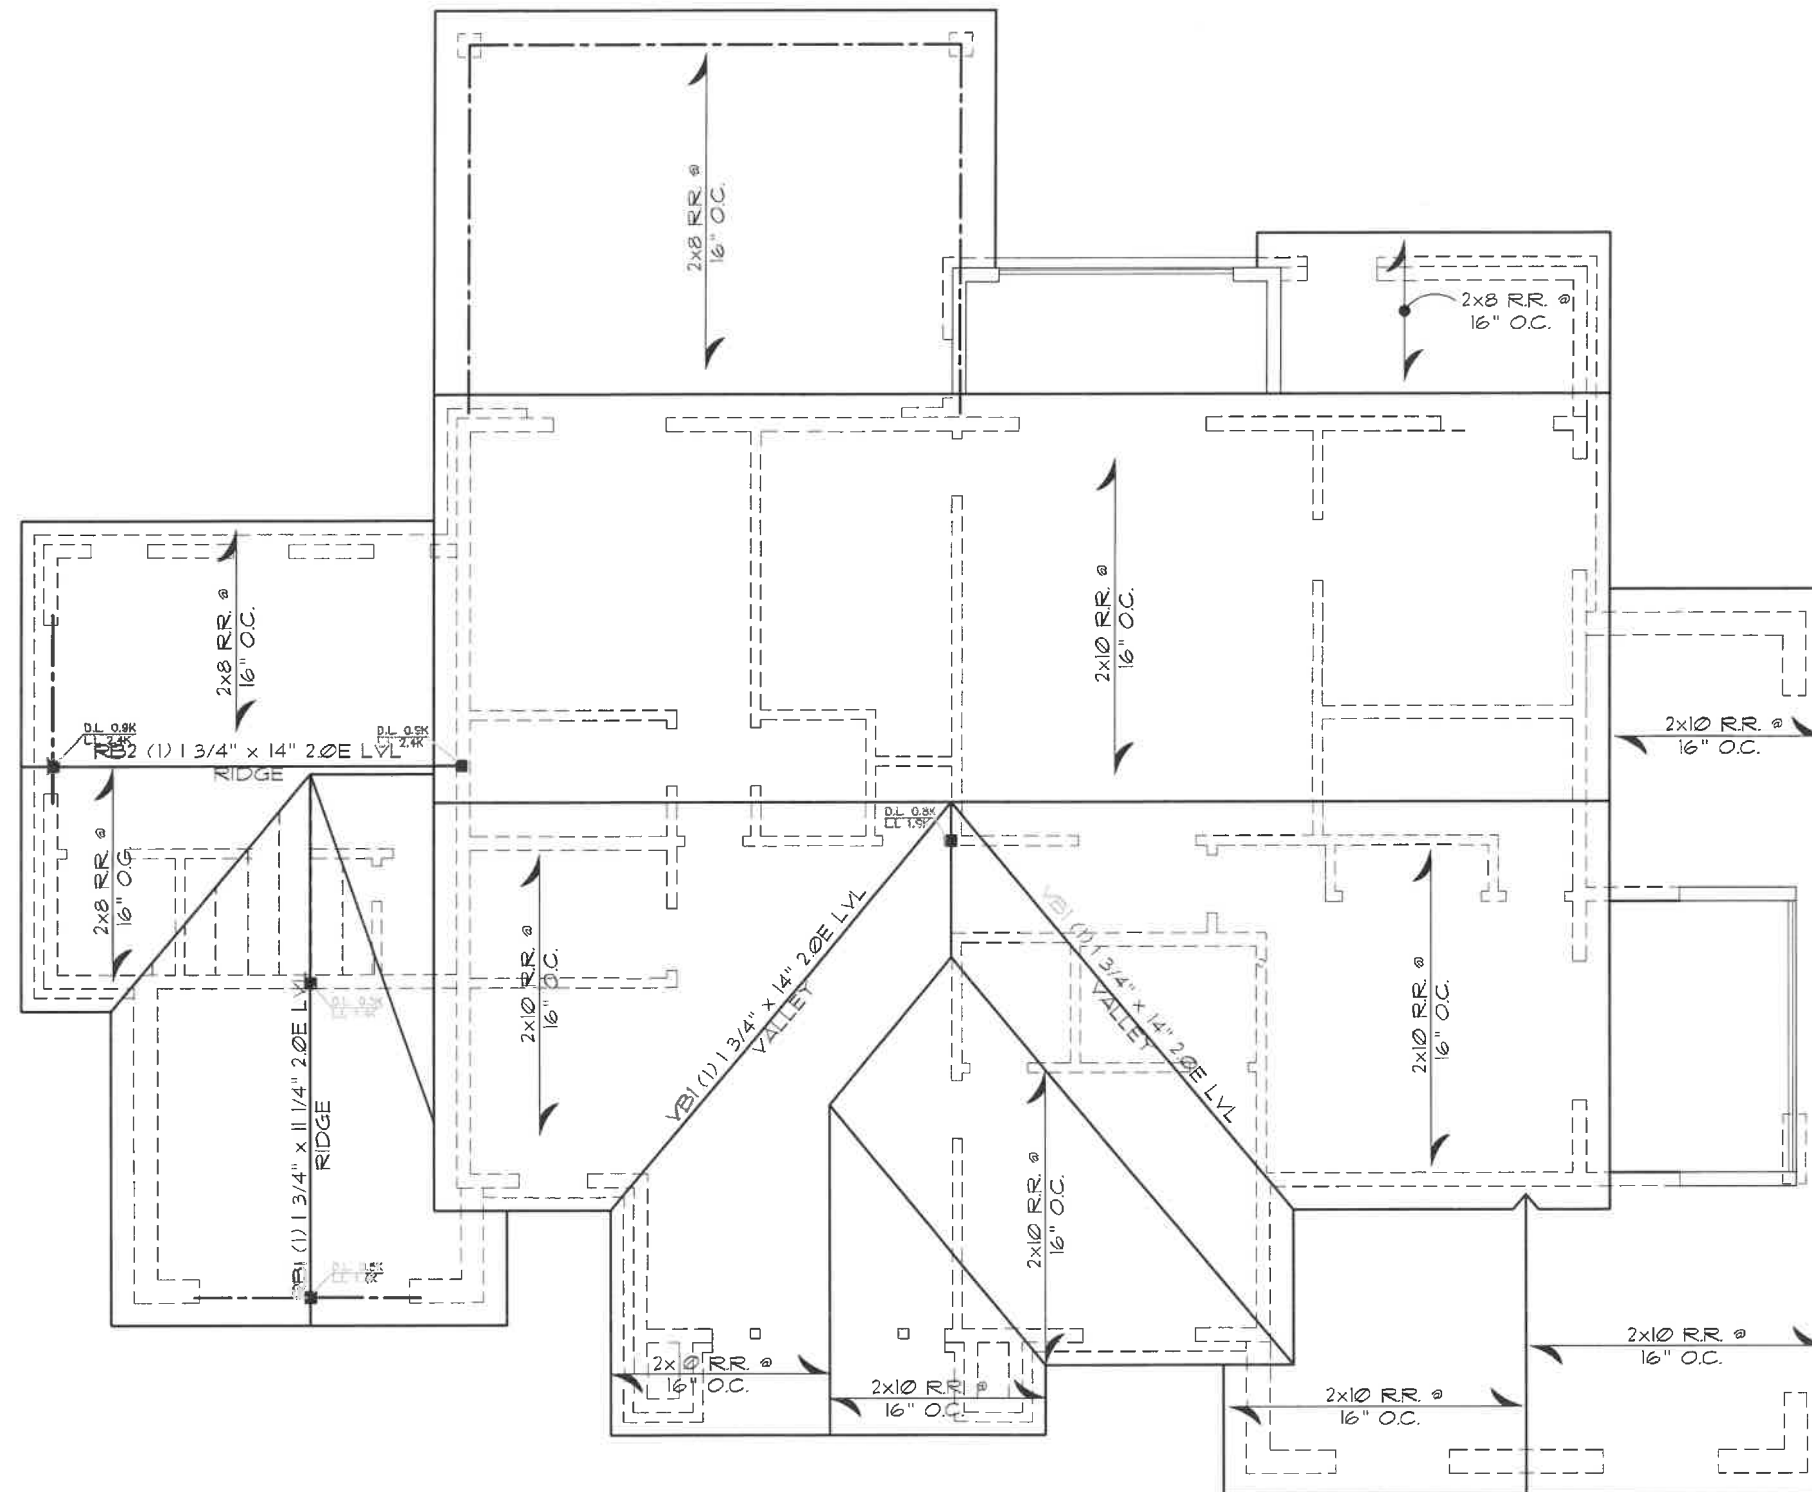 2x8 R.R. @
16" O.C.
2x8 R.R. @
16" O.C.
2x8 R.R. @
16" O.C.
2x10 R.R. @
16" O.C.
2x10 R.R. @
16" O.C.
D.L. 0.9K
LL 2.4K
D.L. 0.9K
LL 2.4K
RB2 (1) 1 3/4" x 14" 2.0E LVL
RIDGE
2x8 R.R. @
16" O.C.
D.L. 0.8K
LL 1.9K
2x10 R.R. @
16" O.C.
VB1 (1) 1 3/4" x 14" 2.0E LVL
VALLEY
VB1 (1) 1 3/4" x 14" 2.0E LVL
VALLEY
2x10 R.R. @
16" O.C.
RB1 (1) 1 3/4" x 11 1/4" 2.0E LVL
RIDGE
2x10 R.R. @
16" O.C.
2x10 R.R. @
16" O.C.
2x10 R.R. @
16" O.C.
2x10 R.R. @
16" O.C.
2x10 R.R. @
16" O.C.